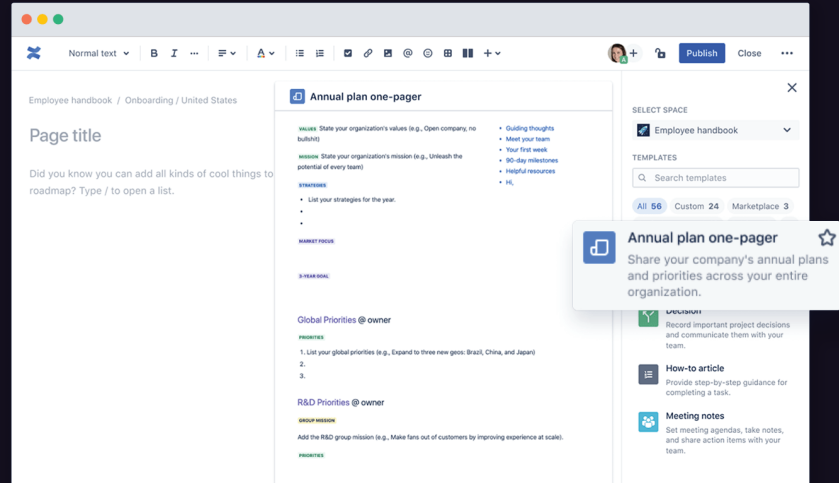 Normal text
B I ... A @ +
+ Publish Close ...
Employee handbook / Onboarding / United States
Page title
Did you know you can add all kinds of cool things to
roadmap? Type / to open a list.
Annual plan one-pager
VALUES State your organization's values (e.g., Open company, no
bullshit)
MISSION State your organization's mission (e.g., Unleash the
potential of every team)
STRATEGIES
• List your strategies for the year.
•
•
MARKET FOCUS
3-YEAR GOAL
• Guiding thoughts
• Meet your team
• Your first week
• 90-day milestones
• Helpful resources
• Hi,
Global Priorities @ owner
PRIORITIES
1. List your global priorities (e.g., Expand to three new geos: Brazil, China, and Japan)
2.
3.
R&D Priorities @ owner
GROUP MISSION
Add the R&D group mission (e.g., Make fans out of customers by improving experience at scale).
PRIORITIES
SELECT SPACE
Employee handbook
TEMPLATES
Search templates
All 56 Custom 24 Marketplace 3
Annual plan one-pager
Share your company's annual plans
and priorities across your entire
organization.
Decision
Record important project decisions
and communicate them with your
team.
How-to article
Provide step-by-step guidance for
completing a task.
Meeting notes
Set meeting agendas, take notes,
and share action items with your
team.